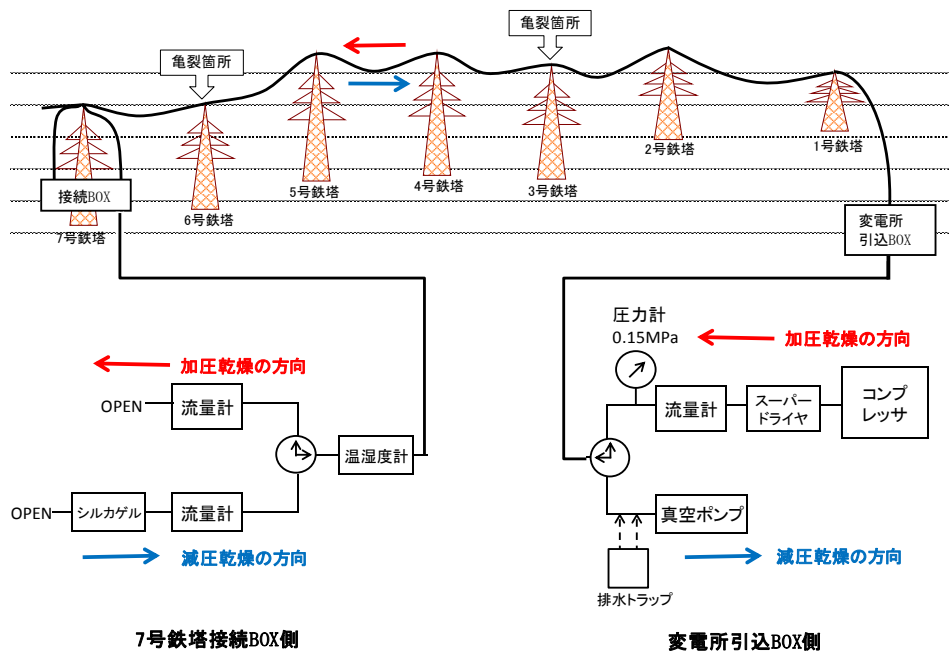 亀裂箇所
亀裂箇所
1号鉄塔
2号鉄塔
3号鉄塔
4号鉄塔
5号鉄塔
6号鉄塔
7号鉄塔
接続BOX
変電所
引込BOX
加圧乾燥の方向
OPEN
流量計
温湿度計
OPEN
シルカゲル
流量計
減圧乾燥の方向
7号鉄塔接続BOX側
圧力計
0.15MPa
加圧乾燥の方向
流量計
スーパー
ドライヤ
コンプ
レッサ
真空ポンプ
減圧乾燥の方向
排水トラップ
変電所引込BOX側